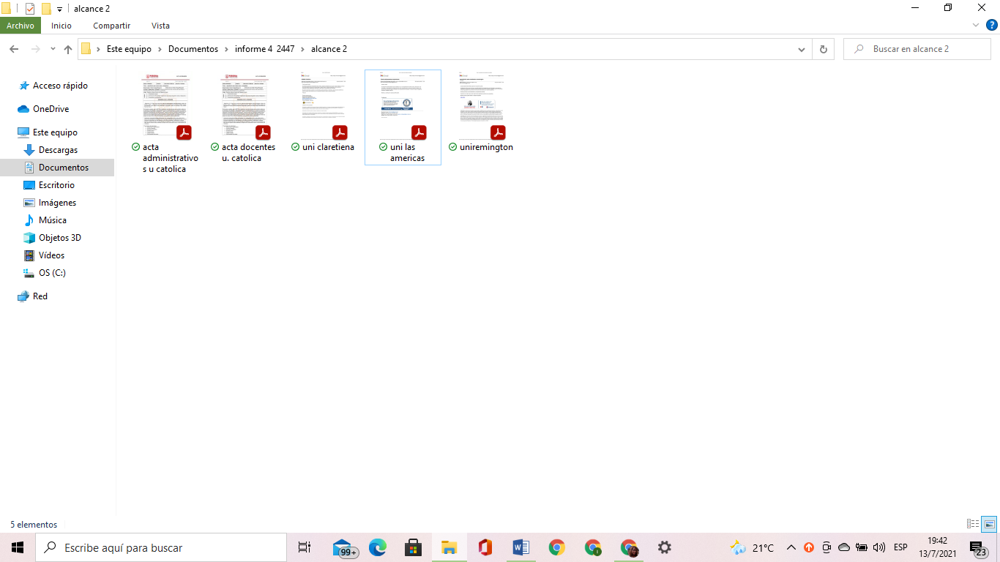 alcance 2
Archivo
Inicio
Compartir
Vista
Este equipo
Documentos
informe 4 2447
alcance 2
Buscar en alcance 2
Acceso rápido
OneDrive
Este equipo
Descargas
Documentos
Escritorio
Imágenes
Música
Objetos 3D
Vídeos
OS (C:)
Red
acta
administrativo
s u catolica
acta docentes
u. catolica
uni claretiena
uni las
americas
uniremington
5 elementos
Escribe aquí para buscar
99+
21°C
ESP
19:42
13/7/2021
23